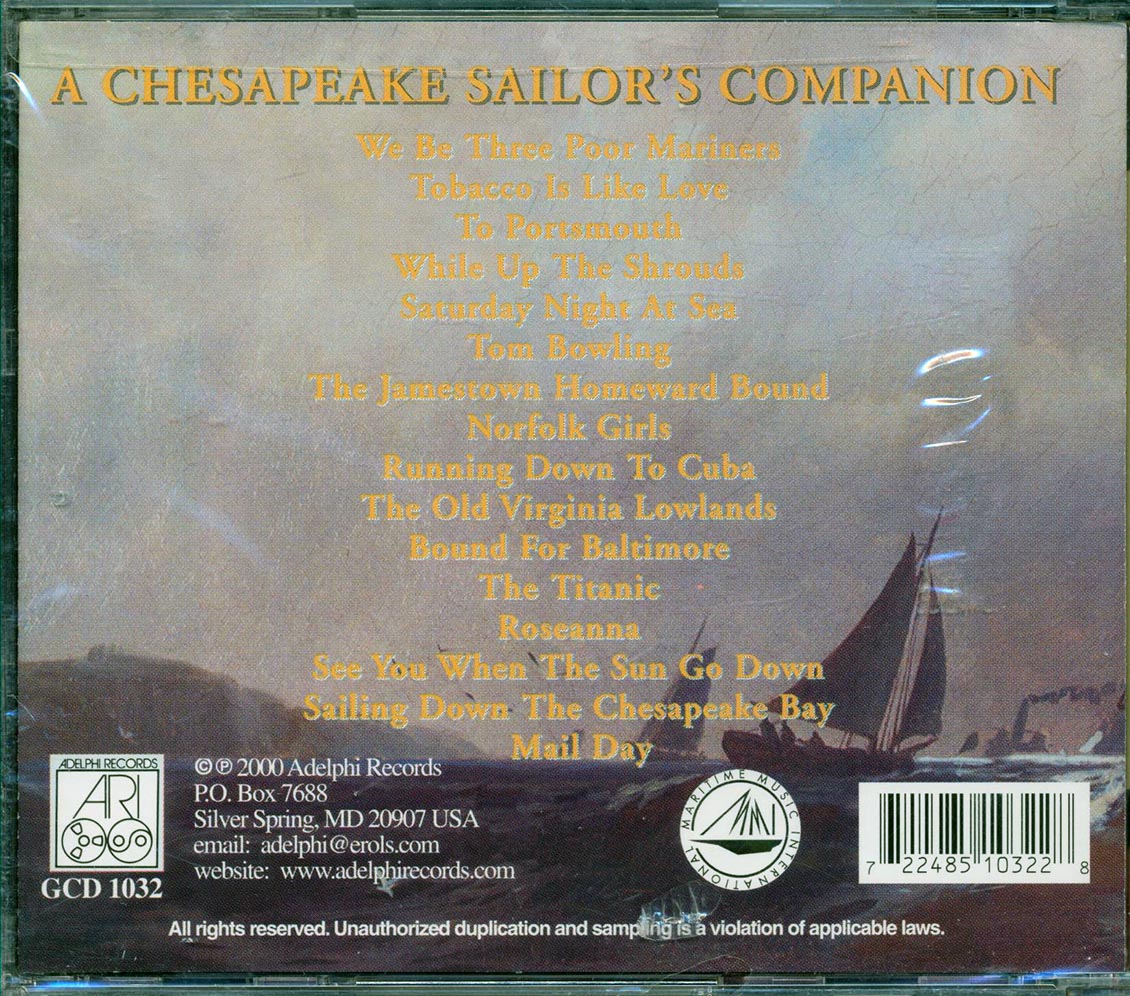 A CHESAPEAKE SAILOR'S COMPANION
We Be Three Poor Mariners
Tobacco Is Like Love
To Portsmouth
While Up The Shrouds
Saturday Night At Sea
Tom Bowling
The Jamestown Homeward Bound
Norfolk Girls
Running Down To Cuba
The Old Virginia Lowlands
Bound For Baltimore
The Titanic
Roseanna
See You When The Sun Go Down
Sailing Down The Chesapeake Bay
Mail Day
ADELPHI RECORDS
ARI
GCD 1032
©℗ 2000 Adelphi Records
P.O. Box 7688
Silver Spring, MD 20907 USA
email: adelphi@erols.com
website: www.adelphirecords.com
MARITIME MUSIC INTERNATIONAL
7 22485 10322 8
All rights reserved. Unauthorized duplication and sampling is a violation of applicable laws.